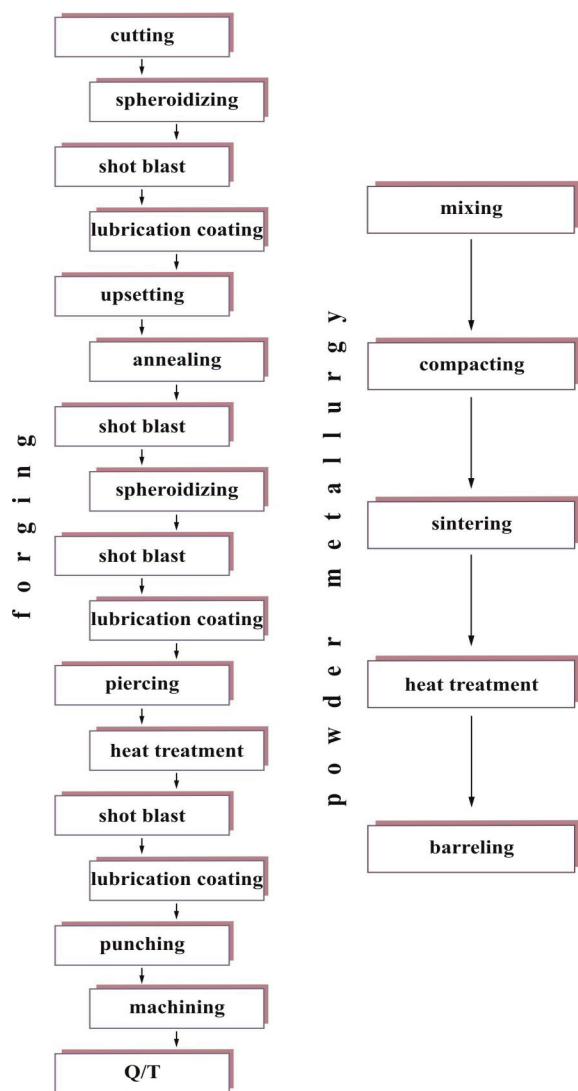 cutting
spheroidizing
shot blast
lubrication coating
upsetting
annealing
shot blast
spheroidizing
shot blast
lubrication coating
piercing
heat treatment
shot blast
lubrication coating
punching
machining
Q/T
forging
mixing
compacting
sintering
heat treatment
barreling
powder metallurgy